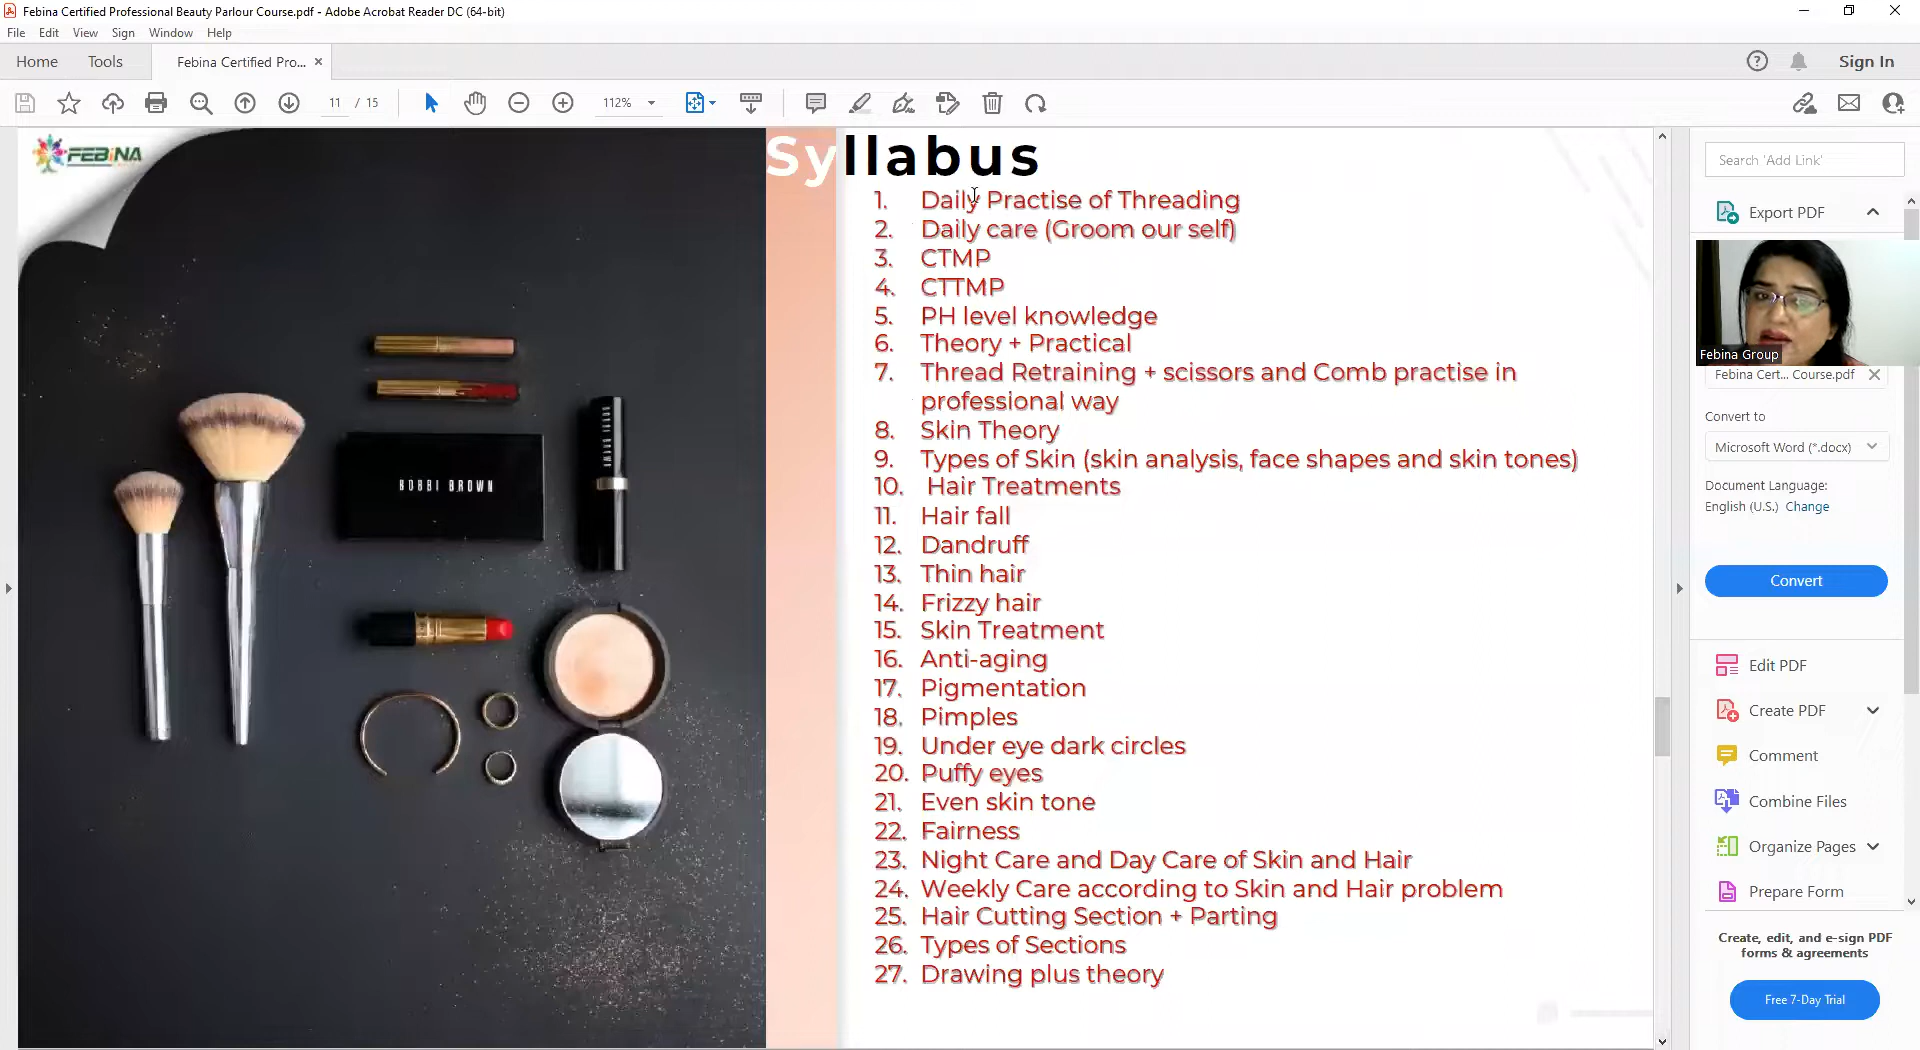 Febina Certified Professional Beauty Parlour Course.pdf - Adobe Acrobat Reader DC (64-bit)
File Edit View Sign Window Help
Home Tools Febina Certified Pro... Sign In
11 / 15 112%
FEBINA
Syllabus
1. Daily Practise of Threading
2. Daily care (Groom our self)
3. CTMP
4. CTTMP
5. PH level knowledge
6. Theory + Practical
7. Thread Retraining + scissors and Comb practise in
professional way
8. Skin Theory
9. Types of Skin (skin analysis, face shapes and skin tones)
10. Hair Treatments
11. Hair fall
12. Dandruff
13. Thin hair
14. Frizzy hair
15. Skin Treatment
16. Anti-aging
17. Pigmentation
18. Pimples
19. Under eye dark circles
20. Puffy eyes
21. Even skin tone
22. Fairness
23. Night Care and Day Care of Skin and Hair
24. Weekly Care according to Skin and Hair problem
25. Hair Cutting Section + Parting
26. Types of Sections
27. Drawing plus theory
BOBBI BROWN
BOBBI BROWN
Search 'Add Link'
Export PDF
Febina Group
Febina Cert... Course.pdf
Convert to
Microsoft Word (*.docx)
Document Language:
English (U.S.) Change
Convert
Edit PDF
Create PDF
Comment
Combine Files
Organize Pages
Prepare Form
Create, edit, and e-sign PDF
forms & agreements
Free 7-Day Trial